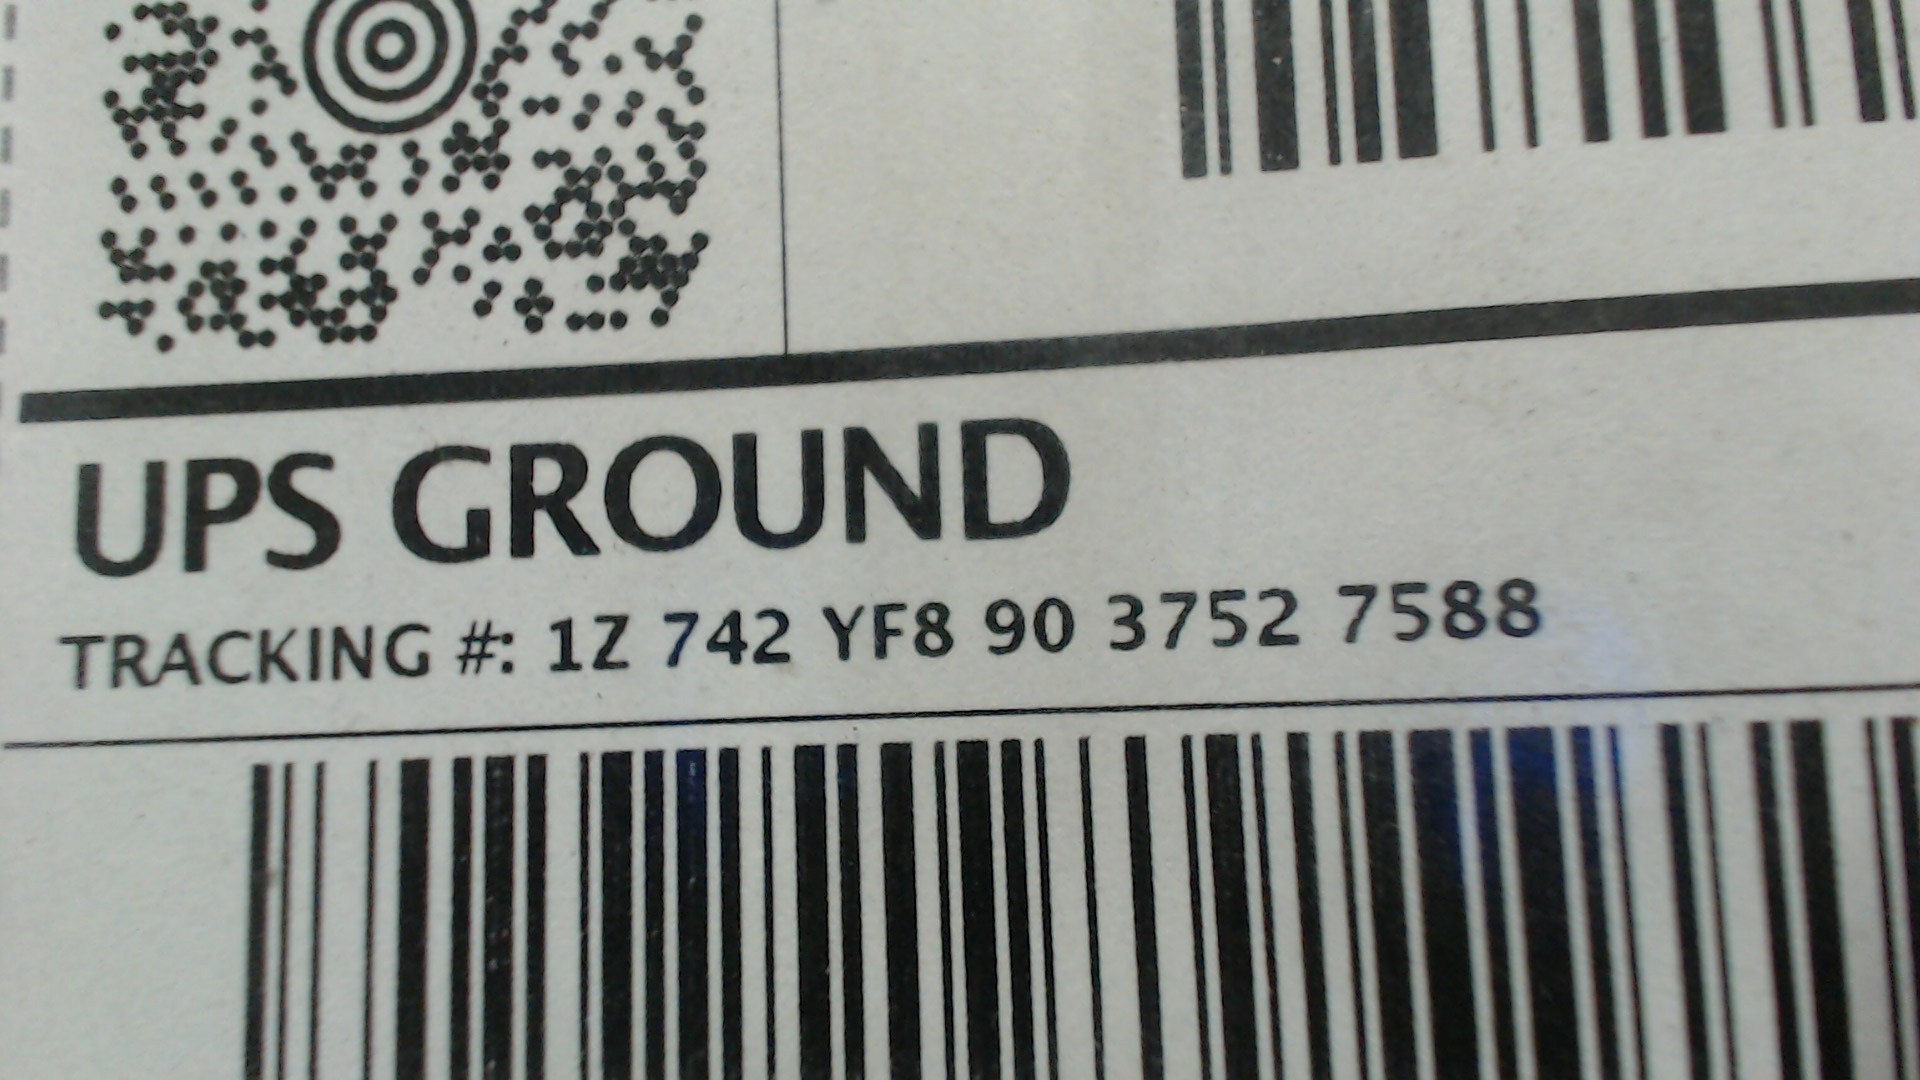 UPS GROUND
TRACKING #: 1Z 742 YF8 90 3752 7588